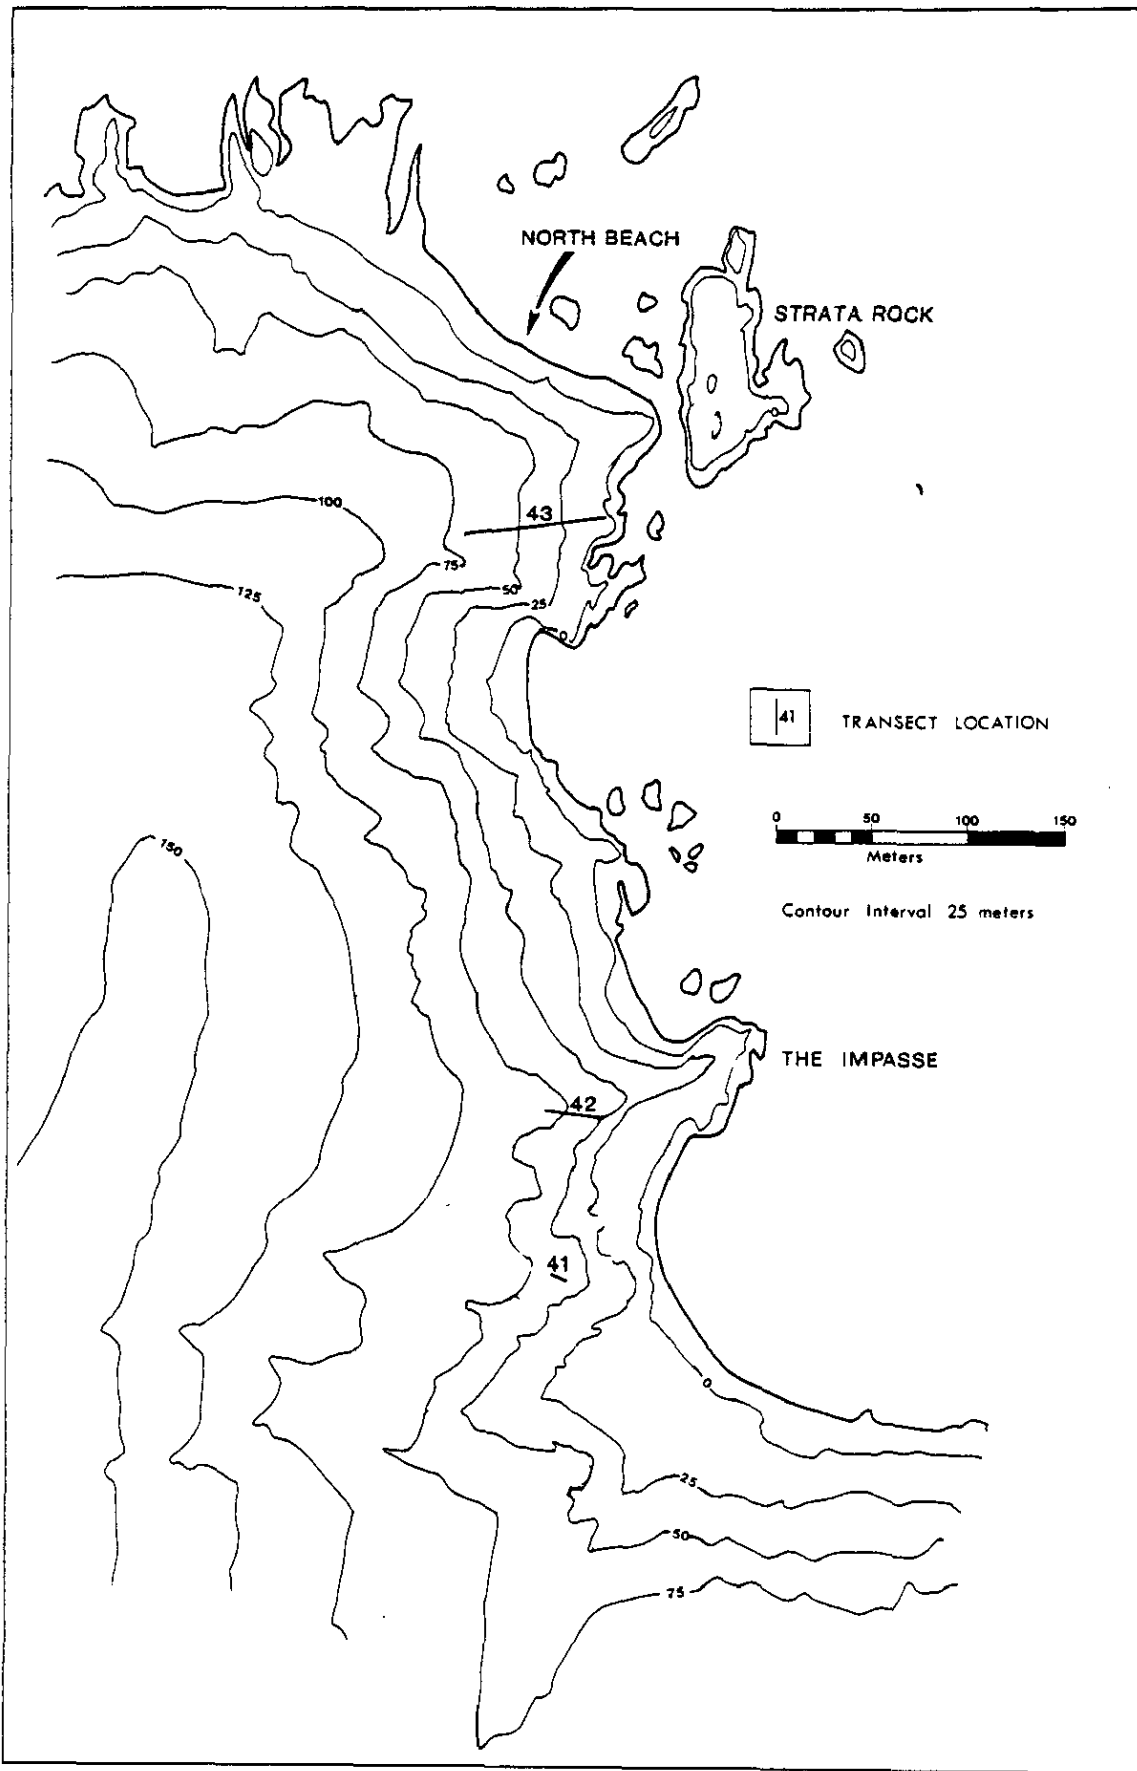 NORTH BEACH
STRATA ROCK
100
43
75
125
50
25
0
41 TRANSECT LOCATION
0 50 100 150
Meters
150
Contour Interval 25 meters
THE IMPASSE
42
41
0
25
50
75